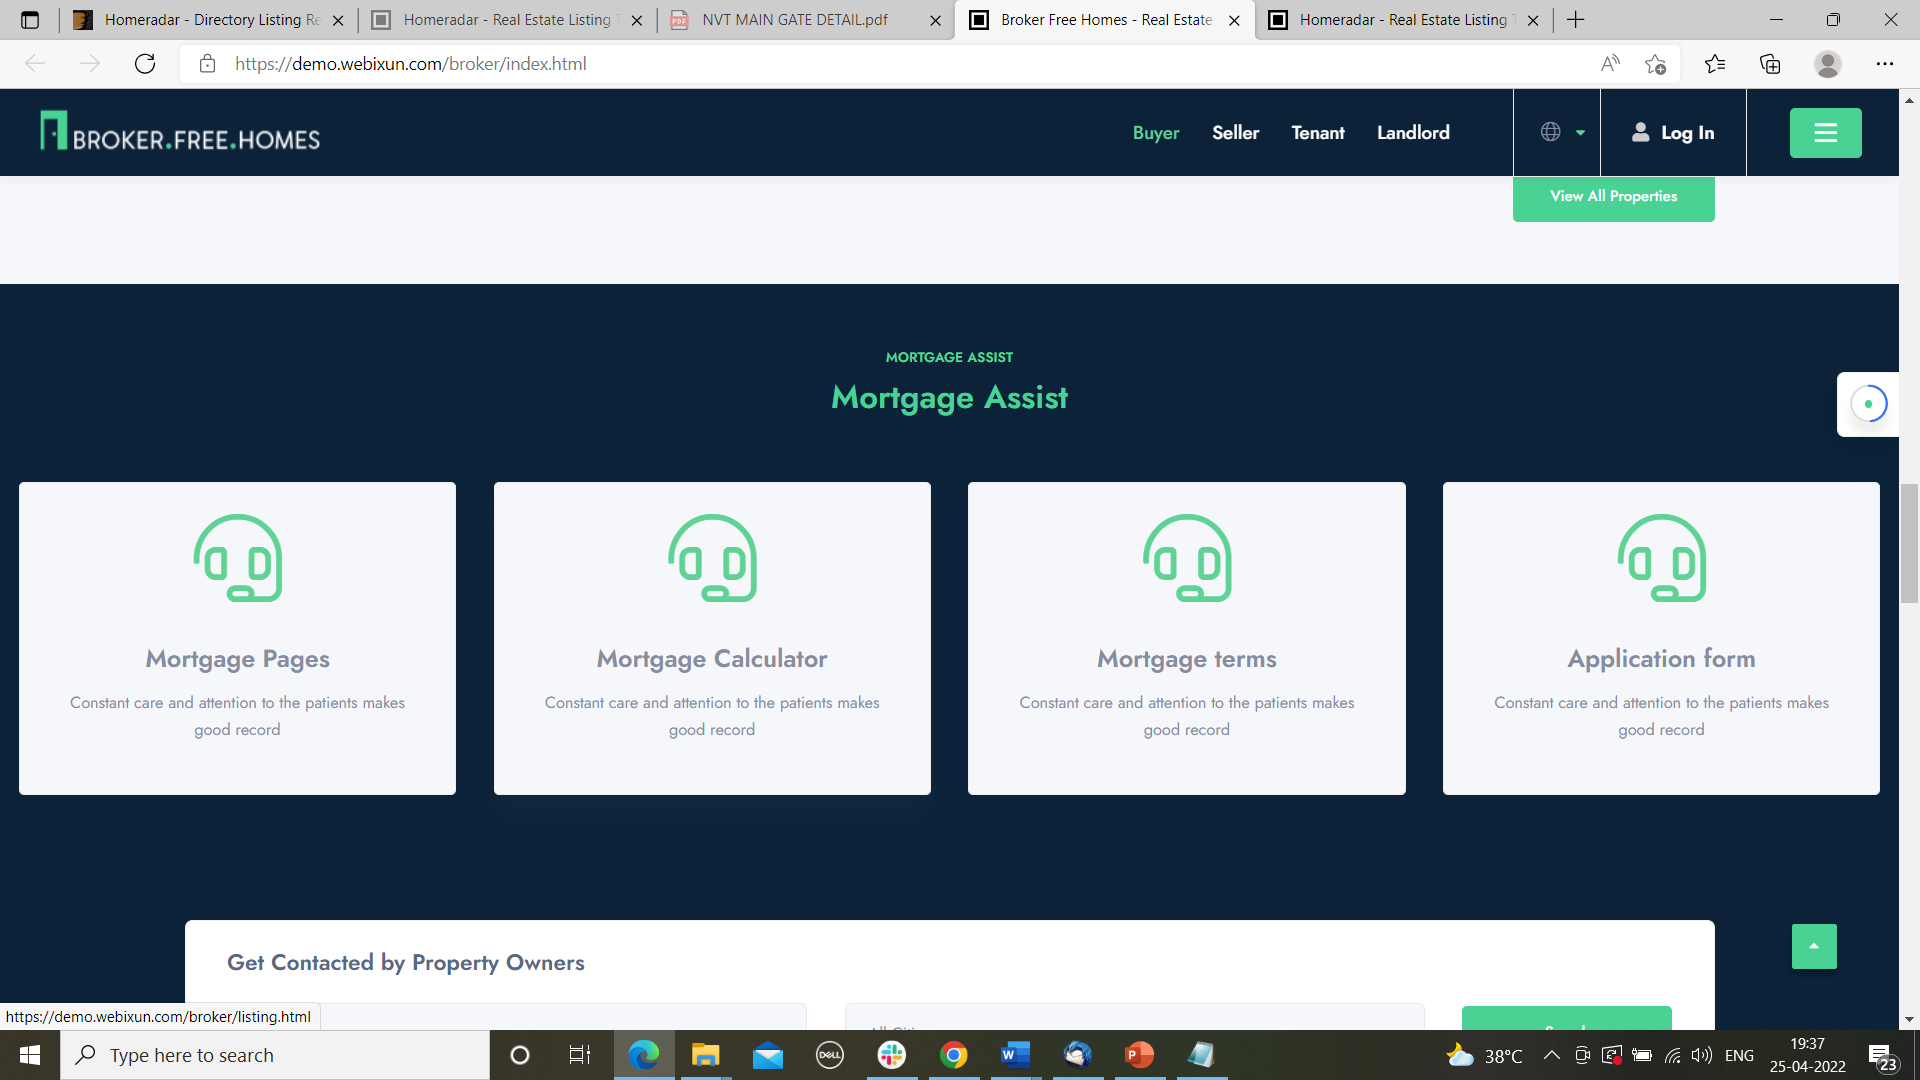 Homeradar - Directory Listing Re
Homeradar - Real Estate Listing T
PDF
NVT MAIN GATE DETAIL.pdf
Broker Free Homes - Real Estate
Homeradar - Real Estate Listing T
https://demo.webixun.com/broker/index.html
BROKER.FREE.HOMES
Buyer
Seller
Tenant
Landlord
Log In
View All Properties
MORTGAGE ASSIST
Mortgage Assist
Mortgage Pages
Constant care and attention to the patients makes
good record
Mortgage Calculator
Constant care and attention to the patients makes
good record
Mortgage terms
Constant care and attention to the patients makes
good record
Application form
Constant care and attention to the patients makes
good record
Get Contacted by Property Owners
https://demo.webixun.com/broker/listing.html
Type here to search
DELL
W
P
38°C
ENG
19:37
25-04-2022
23